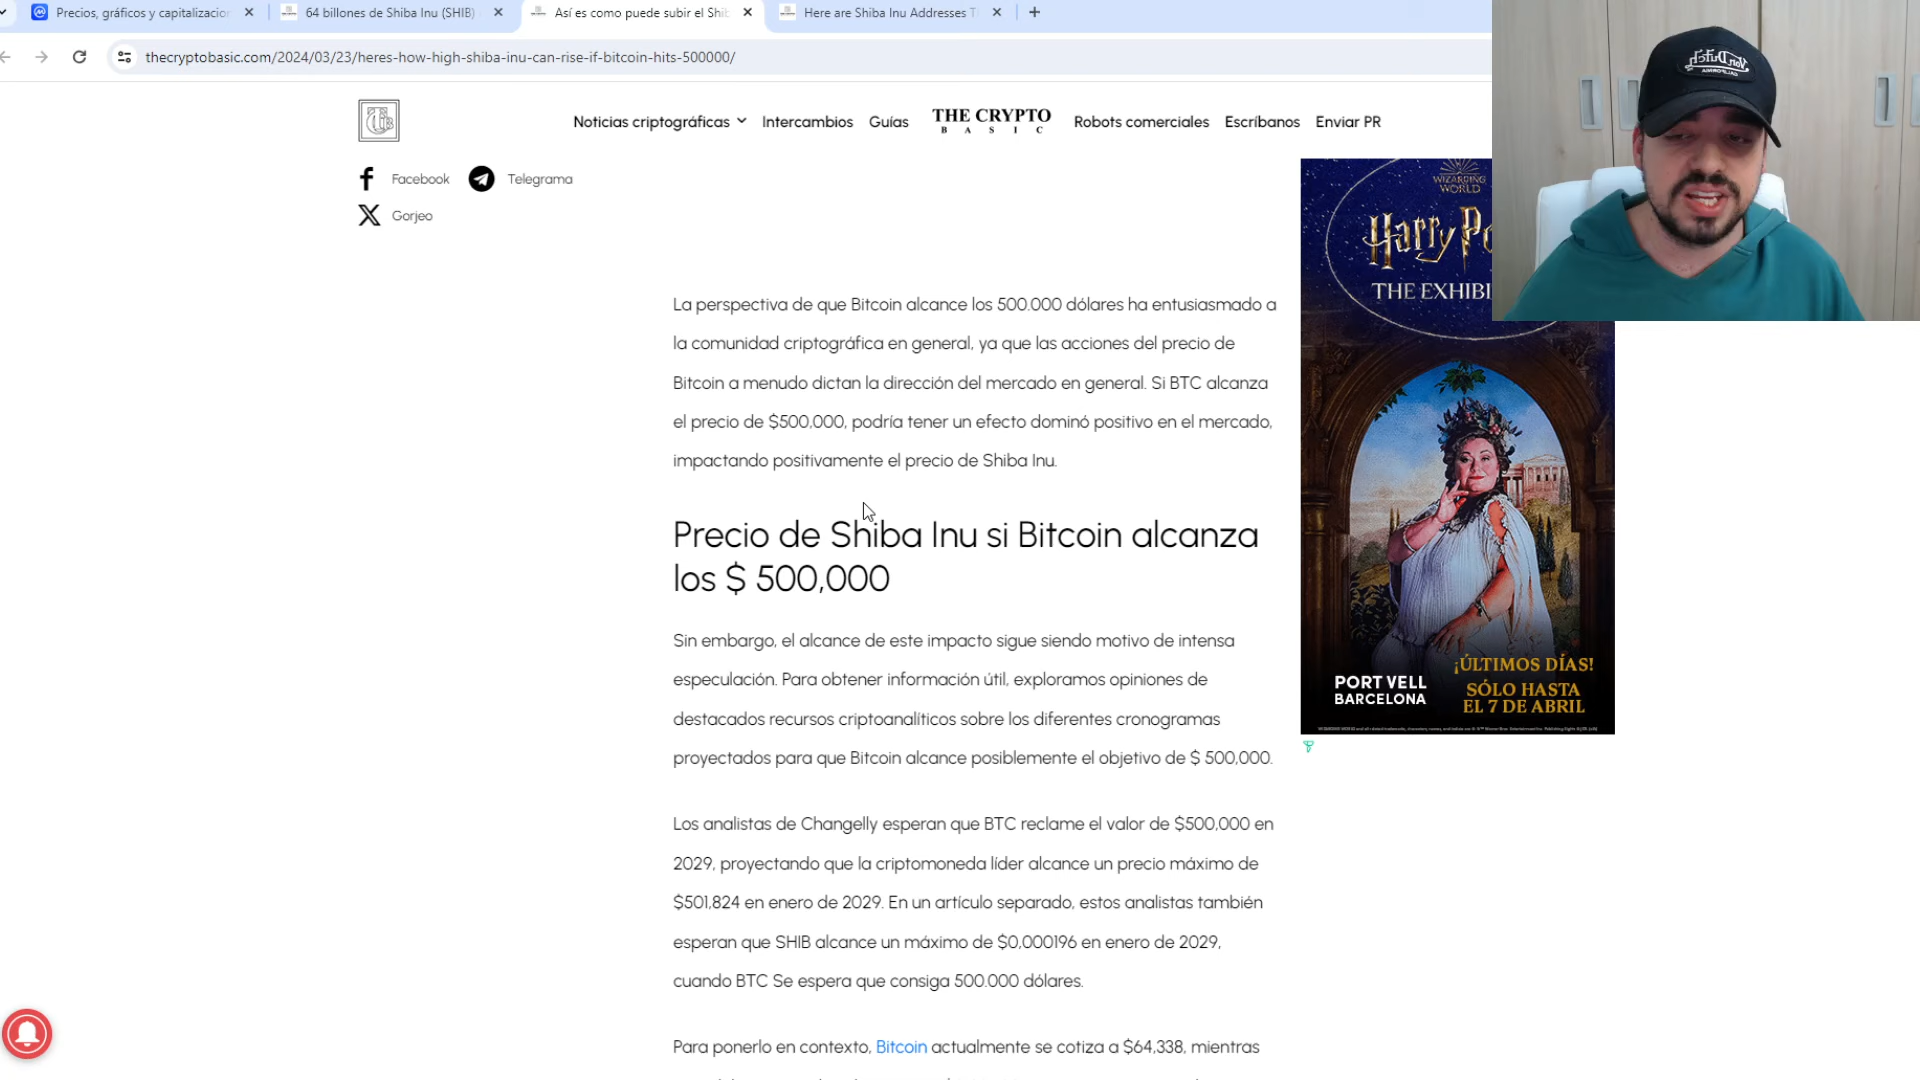 Precios, gráficos y capitalizacion
64 billones de Shiba Inu (SHIB)
Así es como puede subir el Shib
Here are Shiba Inu Addresses T
thecryptobasic.com/2024/03/23/heres-how-high-shiba-inu-can-rise-if-bitcoin-hits-500000/
Noticias criptográficas
Intercambios
Guías
THE CRYPTO
BASIC
Robots comerciales
Escríbanos
Enviar PR
Facebook
Telegrama
Gorjeo
La perspectiva de que Bitcoin alcance los 500.000 dólares ha entusiasmado a
la comunidad criptográfica en general, ya que las acciones del precio de
Bitcoin a menudo dictan la dirección del mercado en general. Si BTC alcanza
el precio de $500,000, podría tener un efecto dominó positivo en el mercado,
impactando positivamente el precio de Shiba Inu.
Precio de Shiba Inu si Bitcoin alcanza
los $ 500,000
Sin embargo, el alcance de este impacto sigue siendo motivo de intensa
especulación. Para obtener información útil, exploramos opiniones de
destacados recursos criptoanalíticos sobre los diferentes cronogramas
proyectados para que Bitcoin alcance posiblemente el objetivo de $ 500,000.
Los analistas de Changelly esperan que BTC reclame el valor de $500,000 en
2029, proyectando que la criptomoneda líder alcance un precio máximo de
$501,824 en enero de 2029. En un artículo separado, estos analistas también
esperan que SHIB alcance un máximo de $0,000196 en enero de 2029,
cuando BTC Se espera que consiga 500.000 dólares.
Para ponerlo en contexto, Bitcoin actualmente se cotiza a $64,338, mientras
WIZARDING
WORLD
Harry Po
THE EXHIBI
PORT VELL
BARCELONA
¡ÚLTIMOS DÍAS!
SÓLO HASTA
EL 7 DE ABRIL
Von Dutch